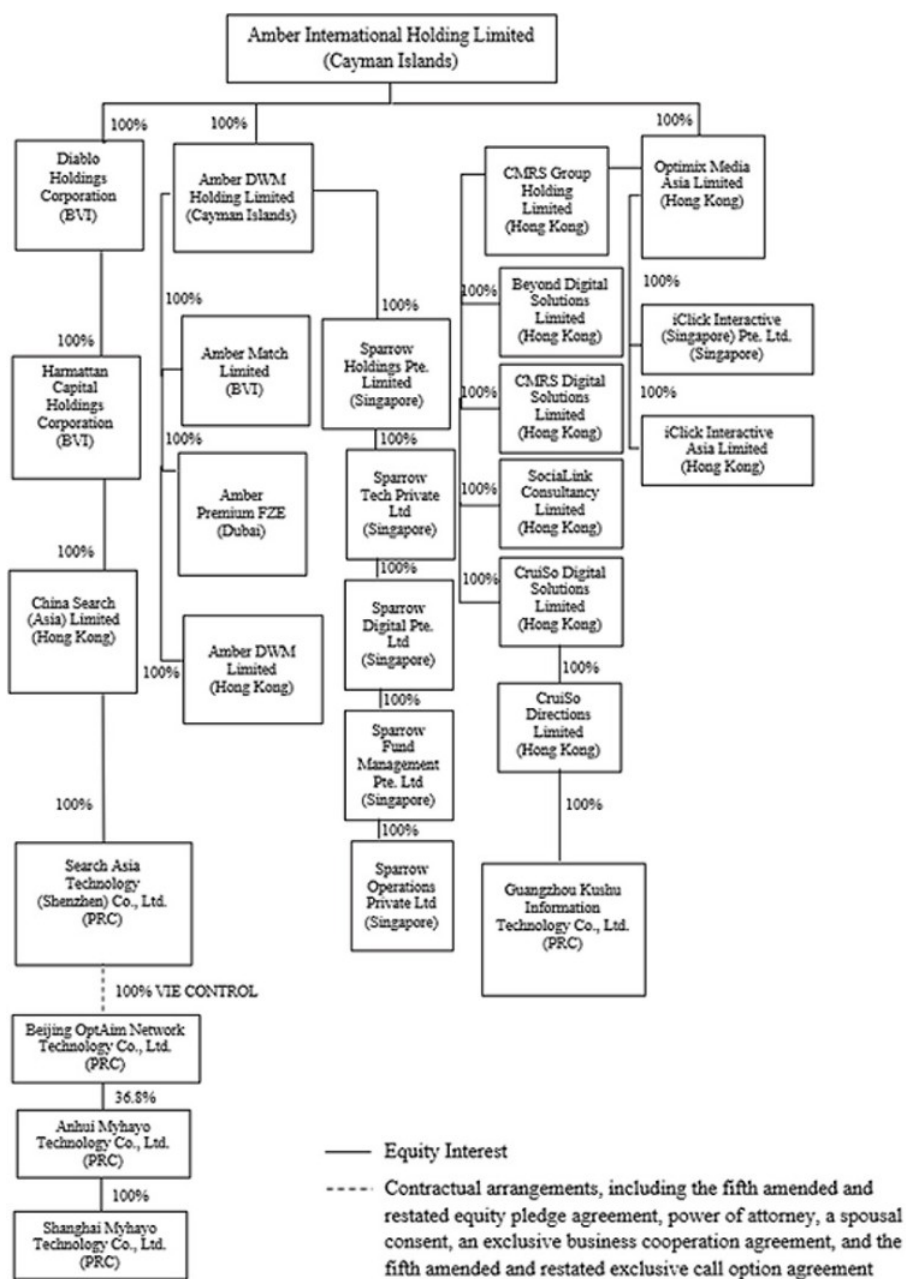 Amber International Holding Limited
(Cayman Islands)
100%
100%
100%
Diablo
Holdings
Corporation
(BVI)
Amber DWM
Holding Limited
(Cayman Islands)
CMRS Group
Holding
Limited
(Hong Kong)
Optimix Media
Asia Limited
(Hong Kong)
100%
100%
100%
100%
100%
Harmattan
Capital
Holdings
Corporation
(BVI)
Amber Match
Limited
(BVI)
Sparrow
Holdings Pte.
Limited
(Singapore)
Beyond Digital
Solutions
Limited
(Hong Kong)
iClick Interactive
(Singapore) Pte. Ltd.
(Singapore)
100%
100%
100%
100%
CMRS Digital
Solutions
Limited
(Hong Kong)
iClick Interactive
Asia Limited
(Hong Kong)
Amber
Premium FZE
(Dubai)
Sparrow
Tech Private
Ltd
(Singapore)
100%
SociaLink
Consultancy
Limited
(Hong Kong)
100%
100%
100%
China Search
(Asia) Limited
(Hong Kong)
Sparrow
Digital Pte.
Ltd
(Singapore)
CruiSo Digital
Solutions
Limited
(Hong Kong)
100%
Amber DWM
Limited
(Hong Kong)
100%
100%
CruiSo
Directions
Limited
(Hong Kong)
Sparrow
Fund
Management
Pte. Ltd
(Singapore)
100%
100%
100%
Search Asia
Technology
(Shenzhen) Co., Ltd.
(PRC)
Sparrow
Operations
Private Ltd
(Singapore)
Guangzhou Kushu
Information
Technology Co., Ltd.
(PRC)
100% VIE CONTROL
Beijing OptAim Network
Technology Co., Ltd.
(PRC)
36.8%
Anhui Myhayo
Technology Co., Ltd.
(PRC)
100%
Shanghai Myhayo
Technology Co., Ltd.
(PRC)
Equity Interest
Contractual arrangements, including the fifth amended and
restated equity pledge agreement, power of attorney, a spousal
consent, an exclusive business cooperation agreement, and the
fifth amended and restated exclusive call option agreement